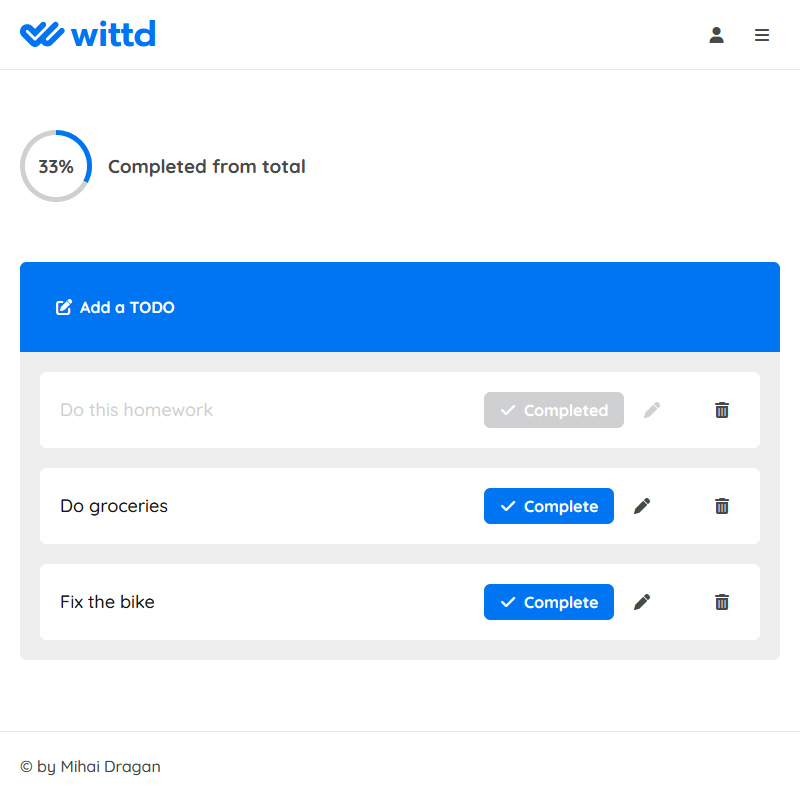 wittd
33%
Completed from total
Add a TODO
Do this homework
Completed
Do groceries
Complete
Fix the bike
Complete
© by Mihai Dragan